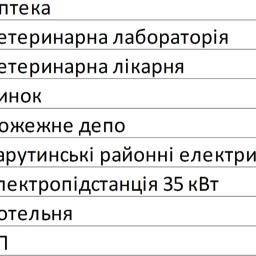 птека
етеринарна лабораторія
етеринарна лікарня
инок
ожежне депо
арутинські районні електри
лектропідстанція 35 кВт
отельня
П